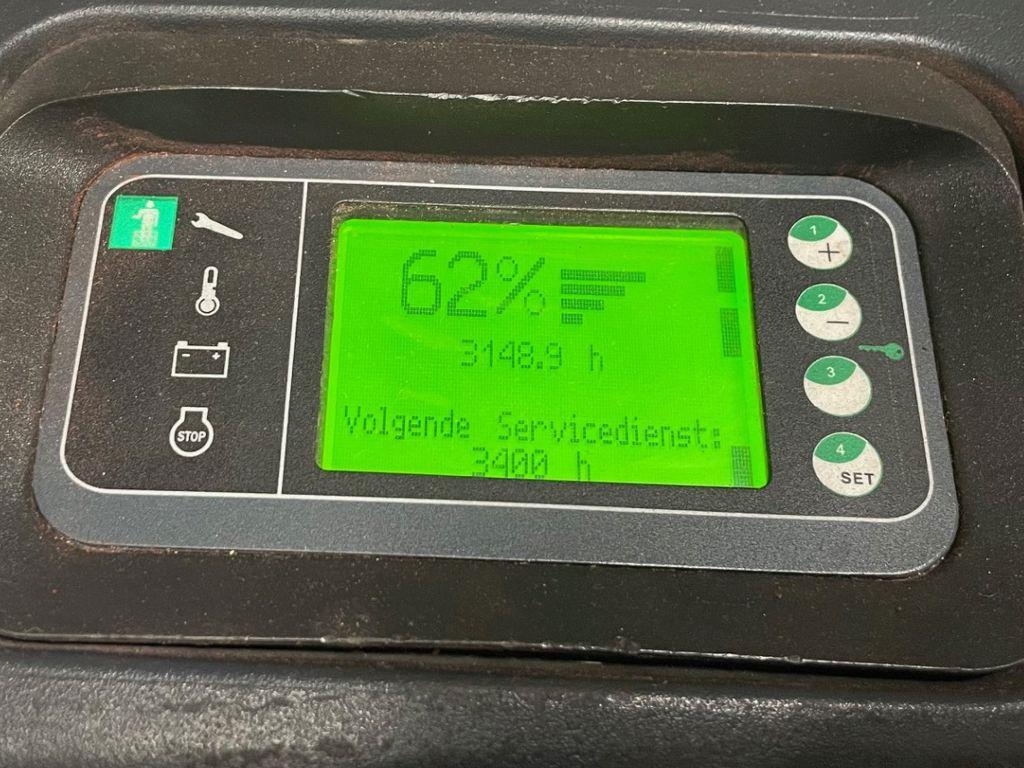 62%
3148.9 h
Volgende Servicedienst:
3400 h
- +
STOP
1
+
2
-
3
4
SET